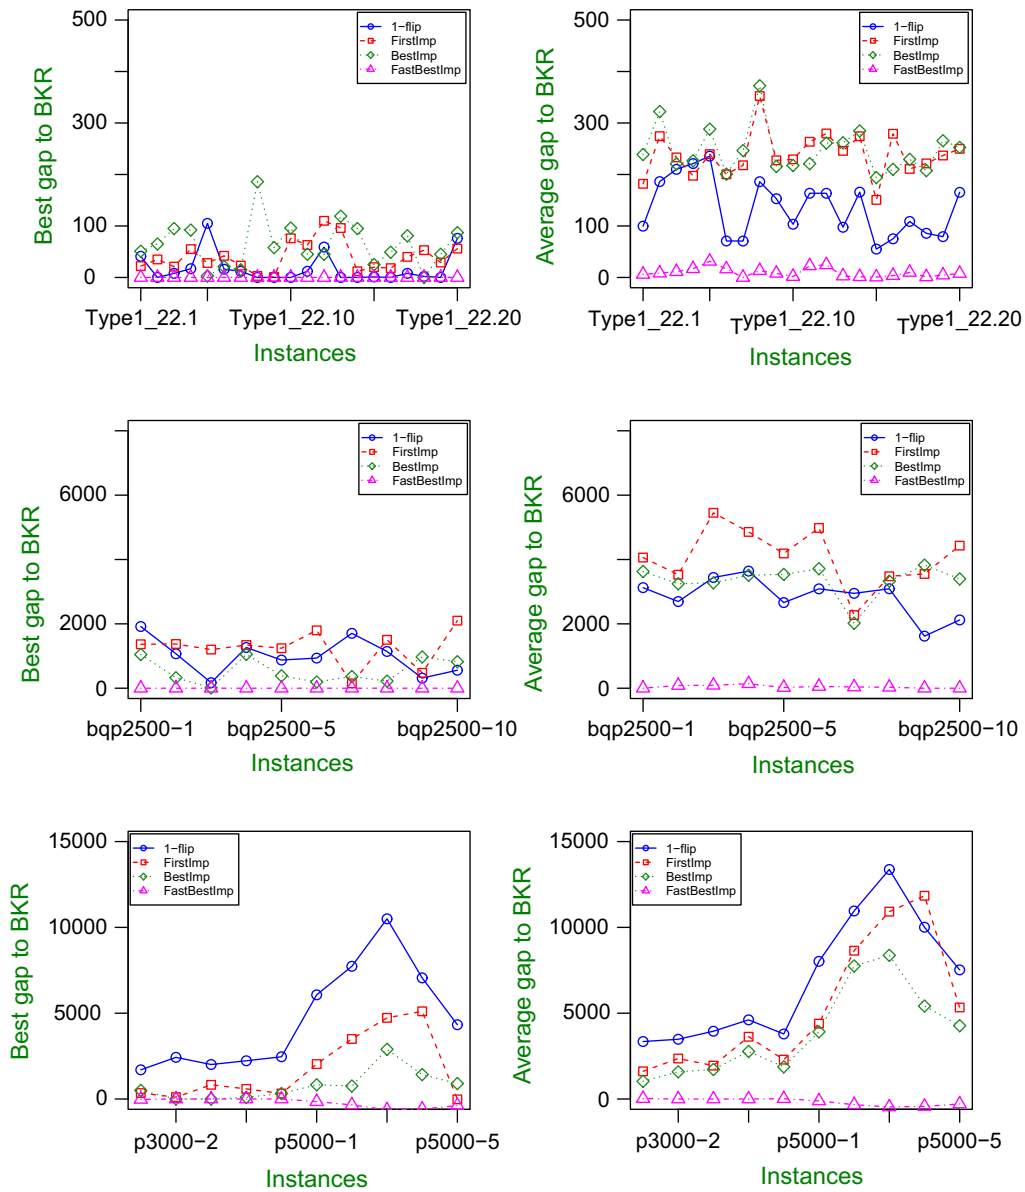 Best gap to BKR
500
300
100
0
1−flip
FirstImp
BestImp
FastBestImp
Type1_22.1
Type1_22.10
Type1_22.20
Instances
Average gap to BKR
500
300
100
0
1−flip
FirstImp
BestImp
FastBestImp
Type1_22.1
Type1_22.10
Type1_22.20
Instances
Best gap to BKR
6000
2000
0
1−flip
FirstImp
BestImp
FastBestImp
bqp2500−1
bqp2500−5
bqp2500−10
Instances
Average gap to BKR
6000
2000
0
1−flip
FirstImp
BestImp
FastBestImp
bqp2500−1
bqp2500−5
bqp2500−10
Instances
Best gap to BKR
15000
10000
5000
0
1−flip
FirstImp
BestImp
FastBestImp
p3000−2
p5000−1
p5000−5
Instances
Average gap to BKR
15000
10000
5000
0
1−flip
FirstImp
BestImp
FastBestImp
p3000−2
p5000−1
p5000−5
Instances